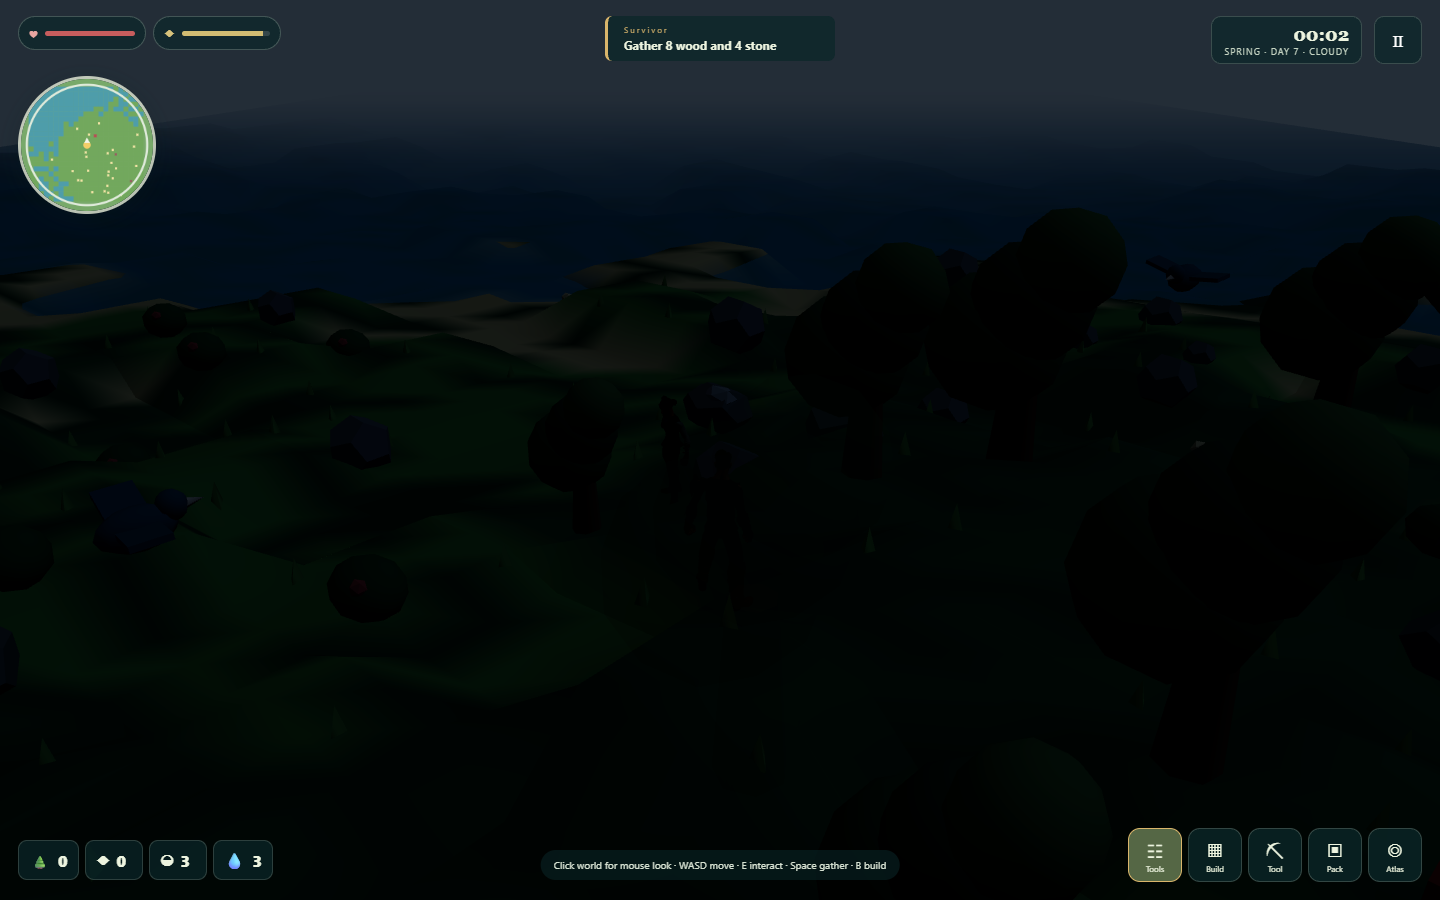 Survivor
Gather 8 wood and 4 stone
00:02
SPRING · DAY 7 · CLOUDY
II
0
0
3
3
Click world for mouse look · WASD move · E interact · Space gather · B build
Tools
Build
Tool
Pack
Atlas